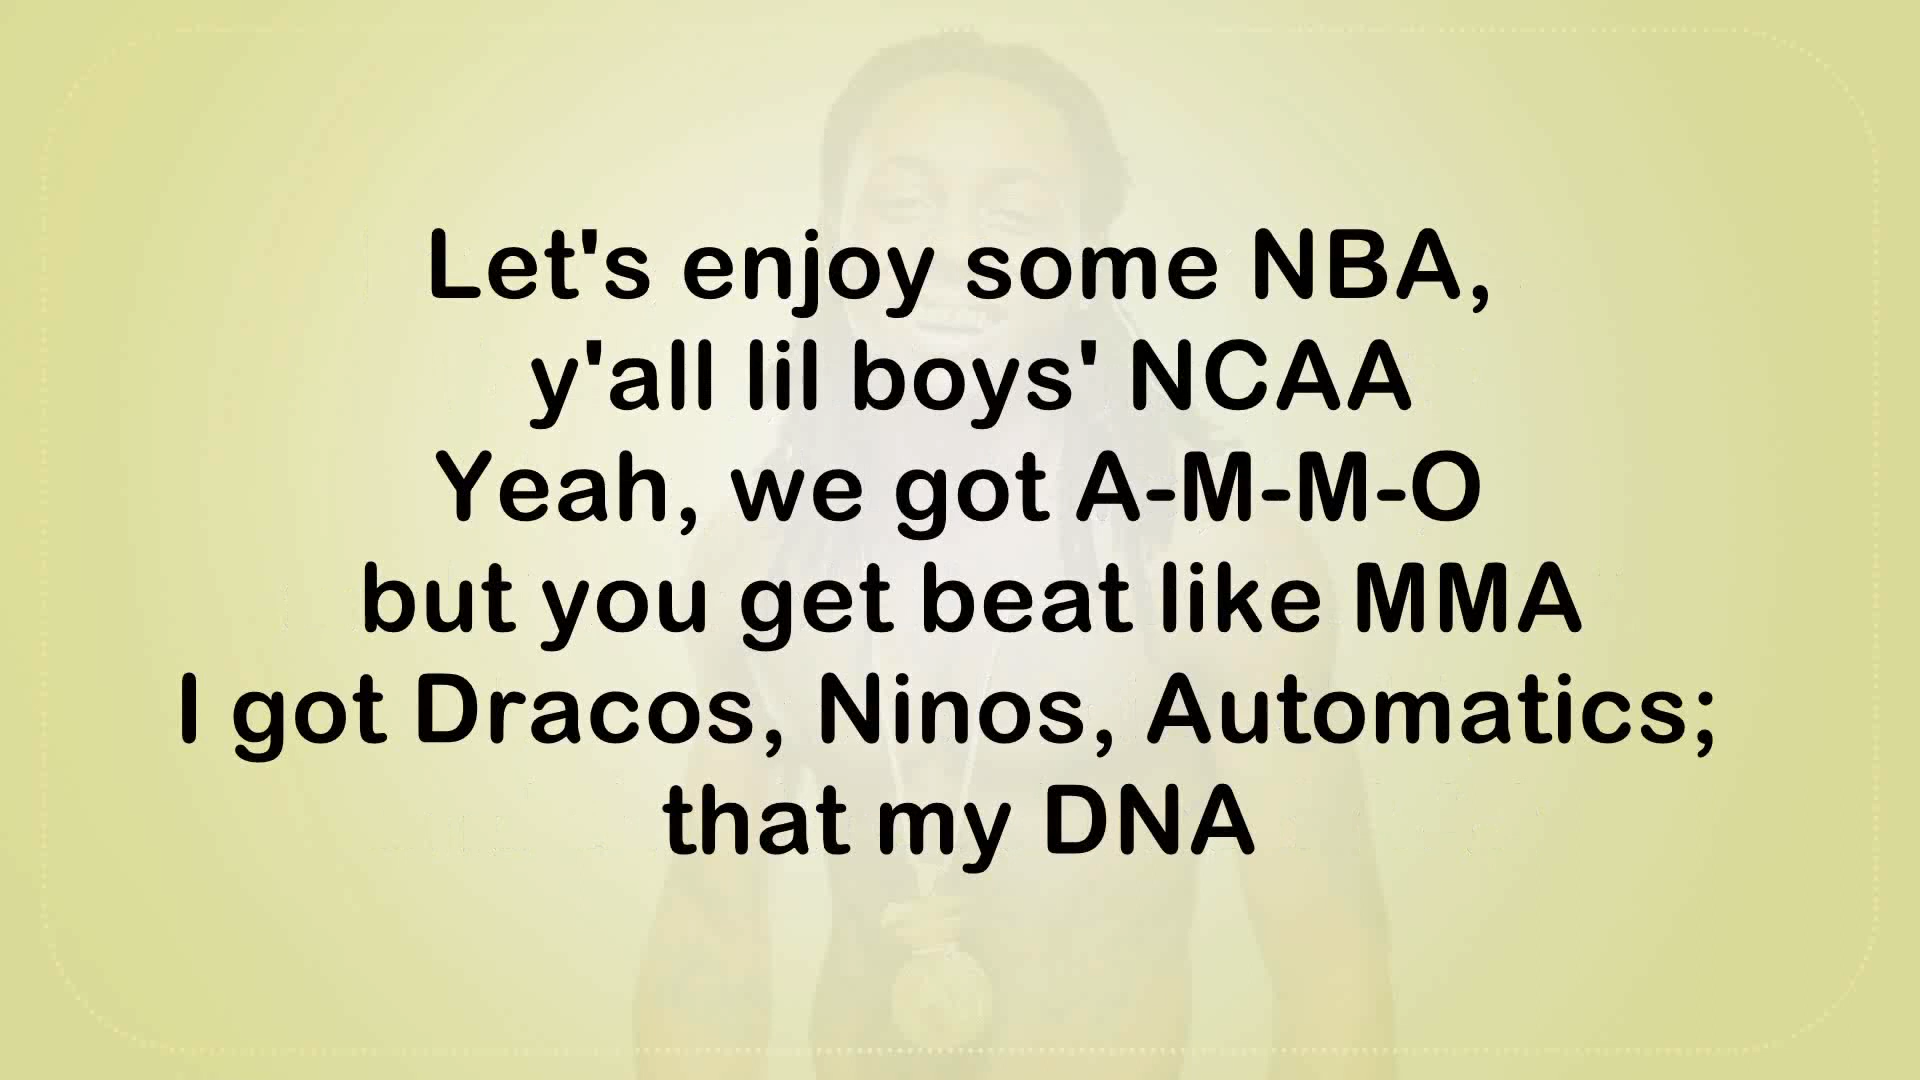 Let's enjoy some NBA,
y'all lil boys' NCAA
Yeah, we got A-M-M-O
but you get beat like MMA
I got Dracos, Ninos, Automatics;
that my DNA